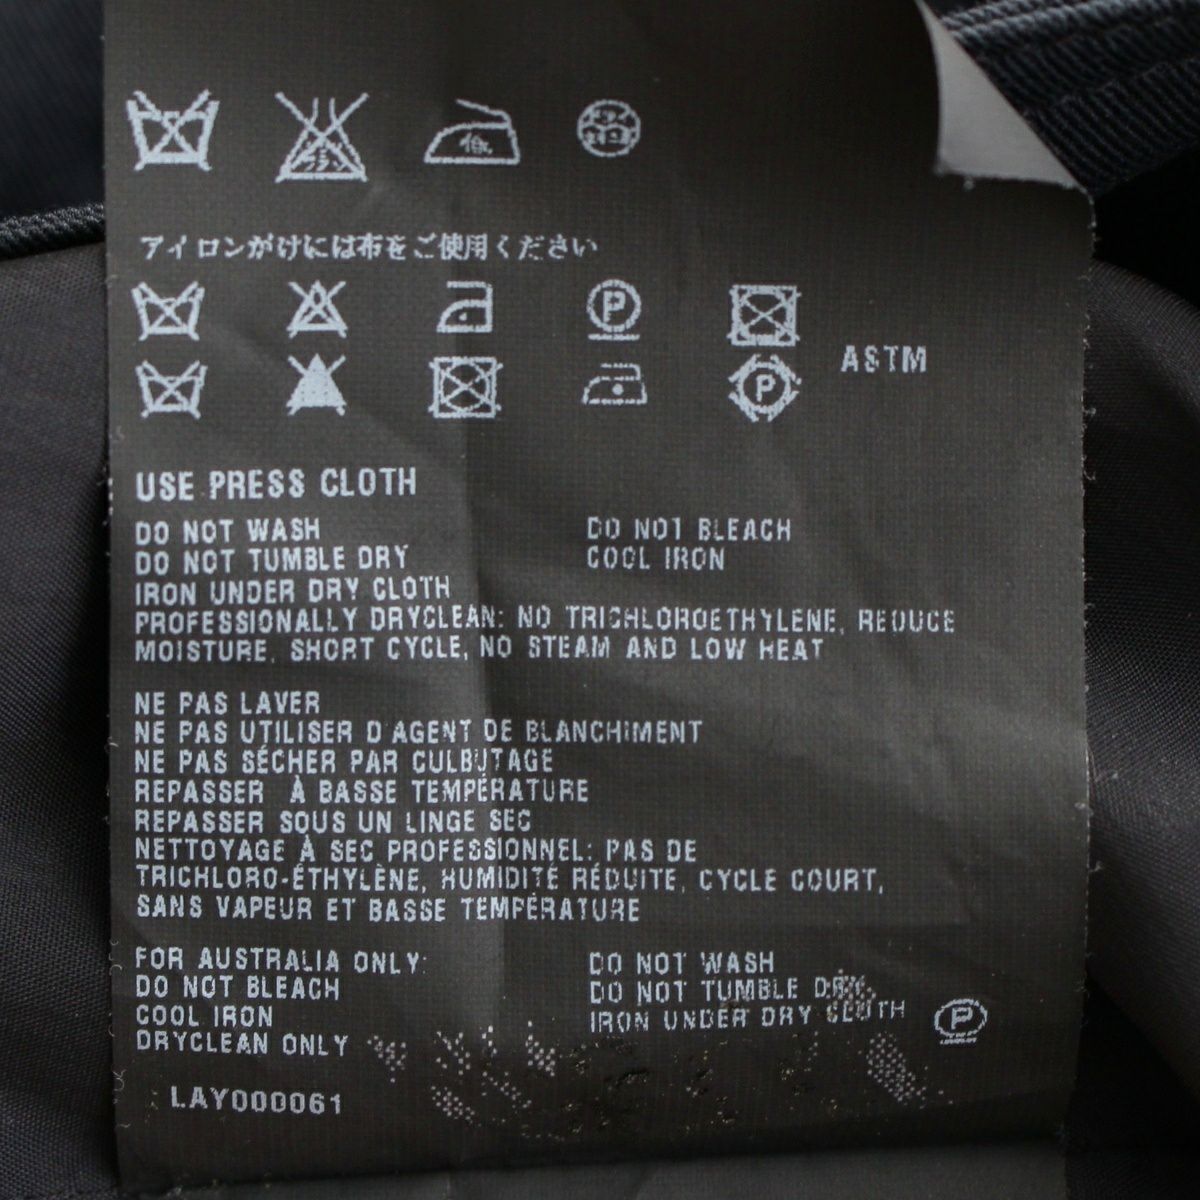 低
アイロンがけには布をご使用ください
P
ASTM
P
USE PRESS CLOTH
DO NOT WASH DO NOT BLEACH
DO NOT TUMBLE DRY COOL IRON
IRON UNDER DRY CLOTH
PROFESSIONALLY DRYCLEAN: NO TRICHLOROETHYLENE, REDUCE
MOISTURE, SHORT CYCLE, NO STEAM AND LOW HEAT
NE PAS LAVER
NE PAS UTILISER D'AGENT DE BLANCHIMENT
NE PAS SÉCHER PAR CULBUTAGE
REPASSER À BASSE TEMPÉRATURE
REPASSER SOUS UN LINGE SEC
NETTOYAGE À SEC PROFESSIONNEL: PAS DE
TRICHLORO-ÉTHYLÈNE, HUMIDITÉ RÉDUITE, CYCLE COURT,
SANS VAPEUR ET BASSE TEMPÉRATURE
FOR AUSTRALIA ONLY: DO NOT WASH
DO NOT BLEACH DO NOT TUMBLE DRY
COOL IRON IRON UNDER DRY CLOTH P
DRYCLEAN ONLY
LAY000061